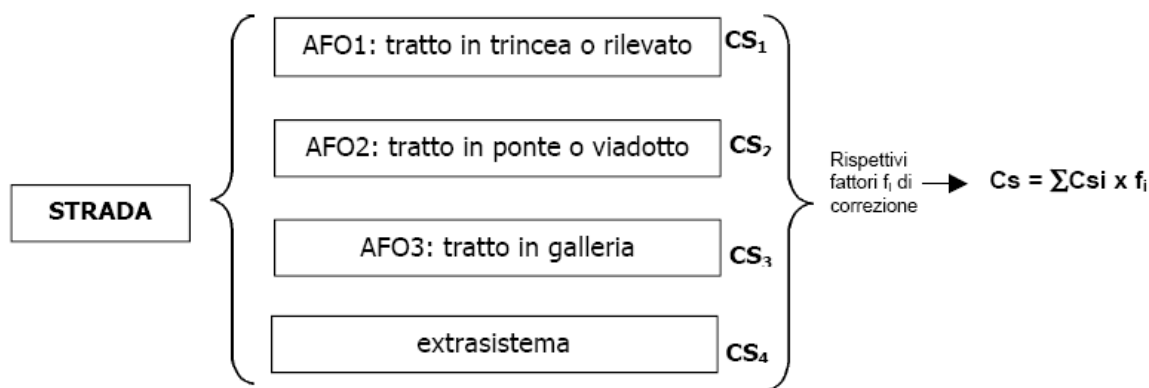 AFO1: tratto in trincea o rilevato CS₁
AFO2: tratto in ponte o viadotto CS₂
STRADA
AFO3: tratto in galleria CS₃
extrasistema CS₄
Rispettivi
fattori fᵢ di
correzione
Cs = ∑Csi x fᵢ